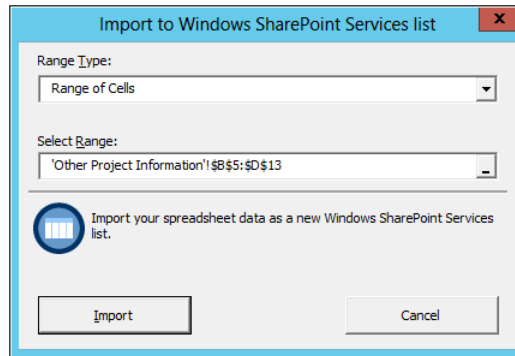 Import to Windows SharePoint Services list
x
Range Type:
Range of Cells
Select Range:
'Other Project Information'!$B$5:$D$13
Import your spreadsheet data as a new Windows SharePoint Services
list.
Import
Cancel